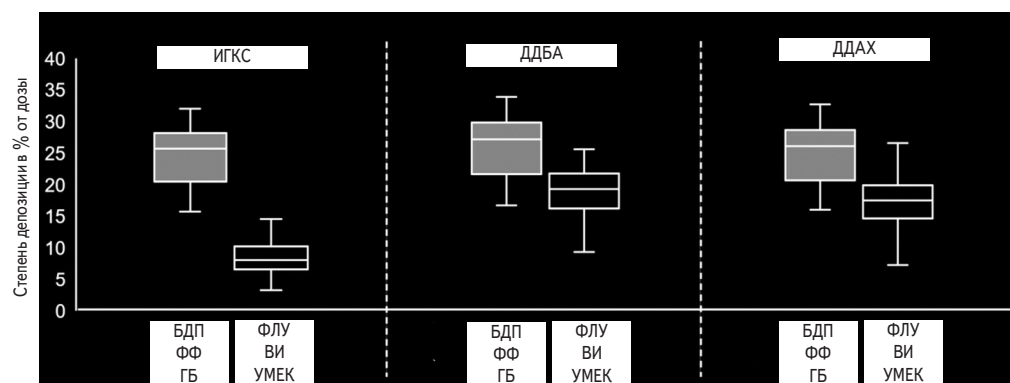 ИГКС
ДДБА
ДДАХ
Степень депозиции в % от дозы
40
35
30
25
20
15
10
5
0
БДП
ФФ
ГБ
ФЛУ
ВИ
УМЕК
БДП
ФФ
ГБ
ФЛУ
ВИ
УМЕК
БДП
ФФ
ГБ
ФЛУ
ВИ
УМЕК